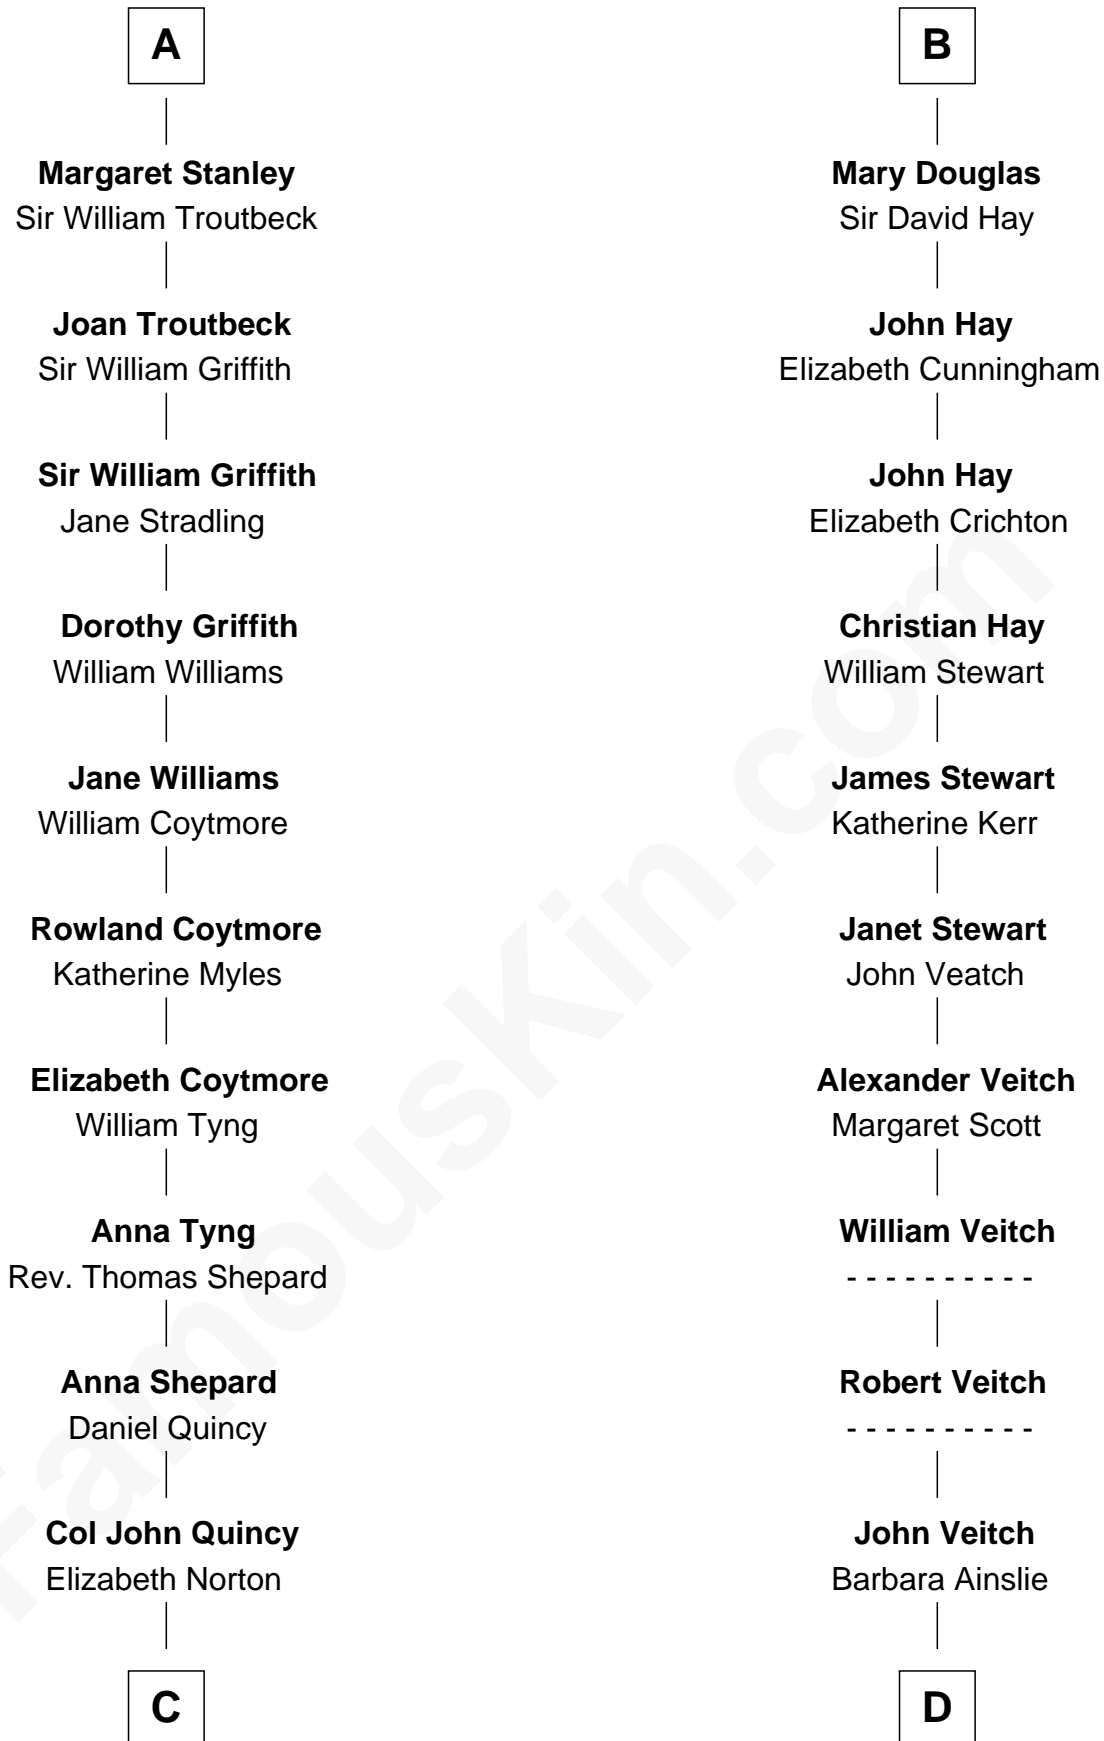 A
Margaret Stanley
Sir William Troutbeck
Joan Troutbeck
Sir William Griffith
Sir William Griffith
Jane Stradling
Dorothy Griffith
William Williams
Jane Williams
William Coytmore
Rowland Coytmore
Katherine Myles
Elizabeth Coytmore
William Tyng
Anna Tyng
Rev. Thomas Shepard
Anna Shepard
Daniel Quincy
Col John Quincy
Elizabeth Norton
C
B
Mary Douglas
Sir David Hay
John Hay
Elizabeth Cunningham
John Hay
Elizabeth Crichton
Christian Hay
William Stewart
James Stewart
Katherine Kerr
Janet Stewart
John Veatch
Alexander Veitch
Margaret Scott
William Veitch
- - - - - - - - - -
Robert Veitch
- - - - - - - - - -
John Veitch
Barbara Ainslie
D
FamousKin.com